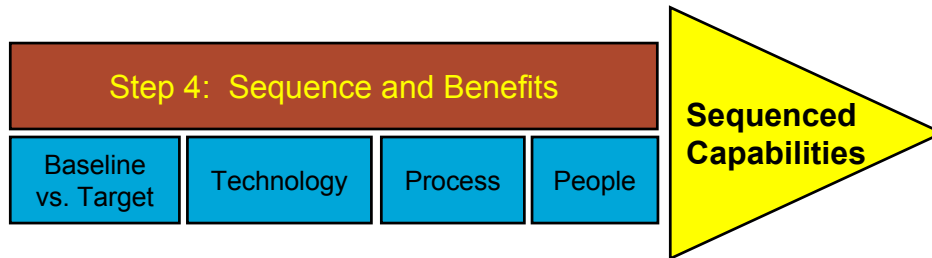 Step 4:  Sequence and Benefits
Sequenced
Capabilities
Baseline
vs. Target
Technology
Process
People